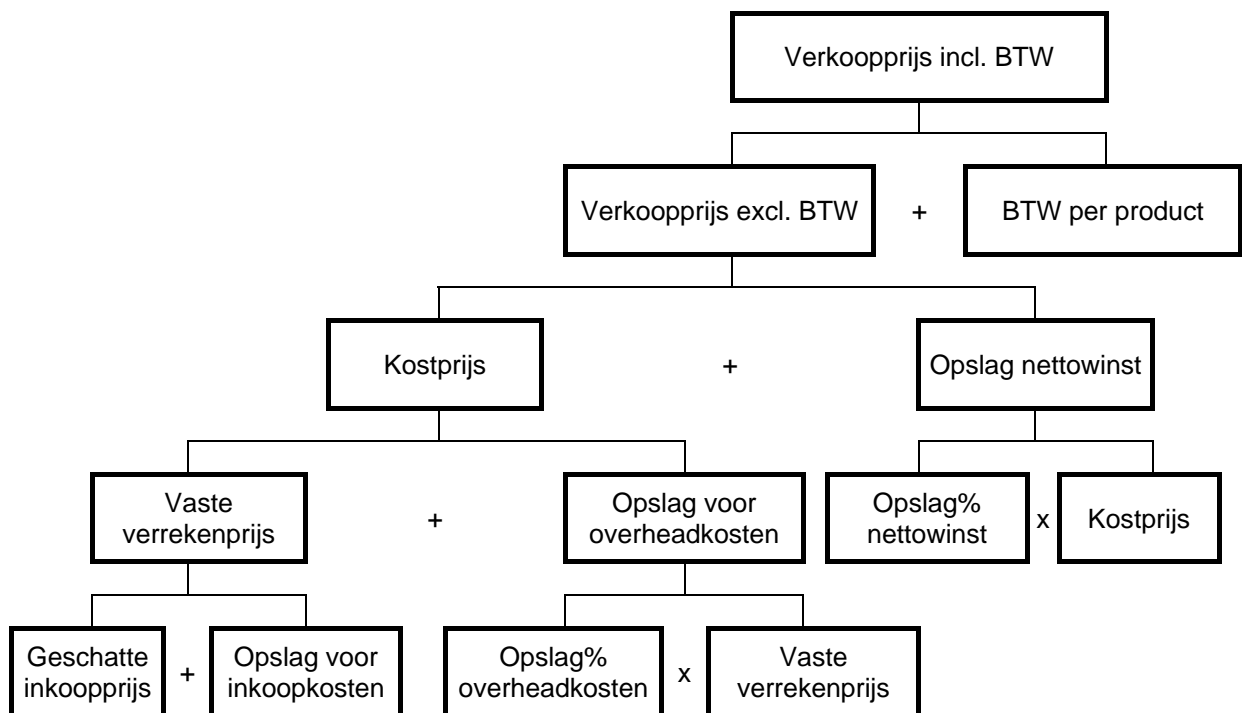 Verkoopprijs incl. BTW
Verkoopprijs excl. BTW + BTW per product
Kostprijs + Opslag nettowinst
Vaste
verrekenprijs
+
Opslag voor
overheadkosten
Opslag%
nettowinst
x
Kostprijs
Geschatte
inkoopprijs
+
Opslag voor
inkoopkosten
Opslag%
overheadkosten
x
Vaste
verrekenprijs